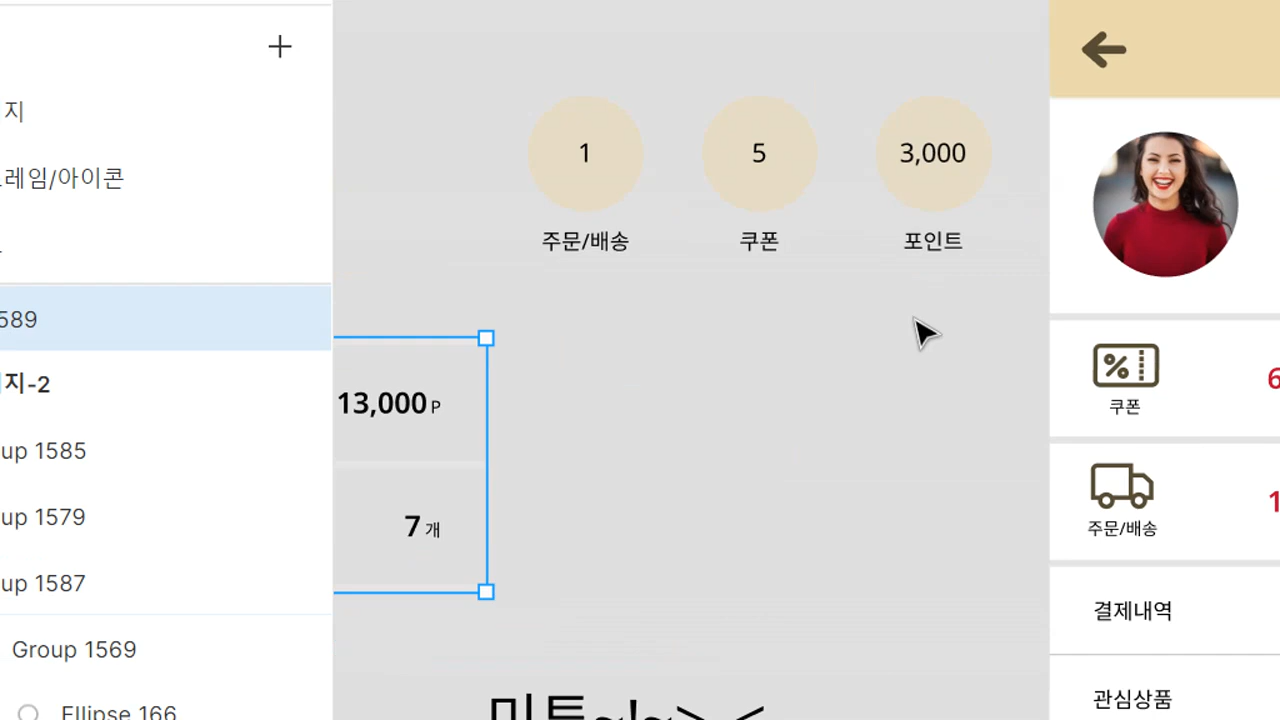 지
레임/아이콘
589
지-2
up 1585
up 1579
up 1587
Group 1569
Ellipse 166
1
5
3,000
주문/배송
쿠폰
포인트
13,000 P
7 개
쿠폰
6
주문/배송
1
결제내역
관심상품